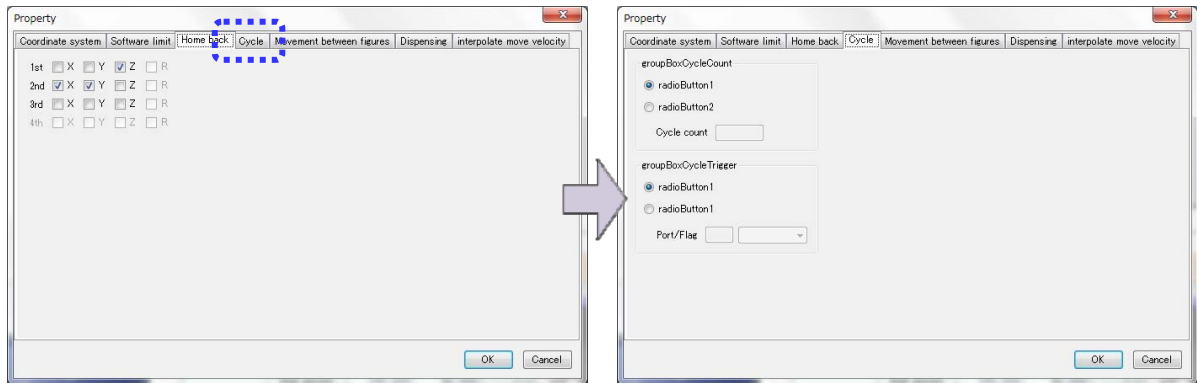 Property
Coordinate system Software limit Home back Cycle Movement between figures Dispensing interpolate move velocity
1st X Y Z R
2nd X Y Z R
3rd X Y Z R
4th X Y Z R
OK Cancel
Property
Coordinate system Software limit Home back Cycle Movement between figures Dispensing interpolate move velocity
groupBoxCycleCount
radioButton1
radioButton2
Cycle count
groupBoxCycleTrigger
radioButton1
radioButton1
Port/Flag
OK Cancel